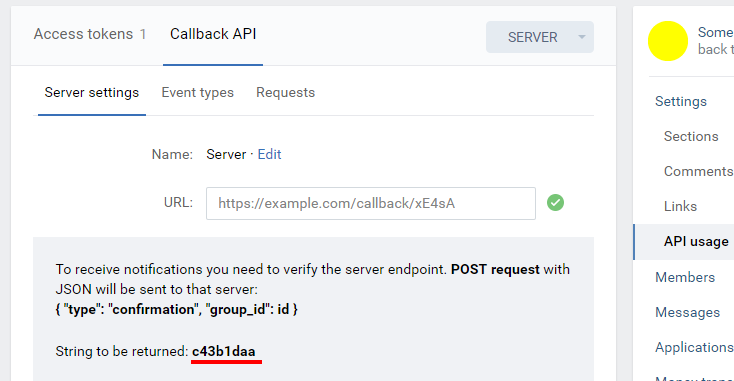 Access tokens 1 Callback API SERVER
Server settings Event types Requests
Name: Server · Edit
URL: https://example.com/callback/xE4sA
To receive notifications you need to verify the server endpoint. POST request with
JSON will be sent to that server:
{ "type": "confirmation", "group_id": id }
String to be returned: c43b1daa
Some
back t
Settings
Sections
Comments
Links
API usage
Members
Messages
Applications